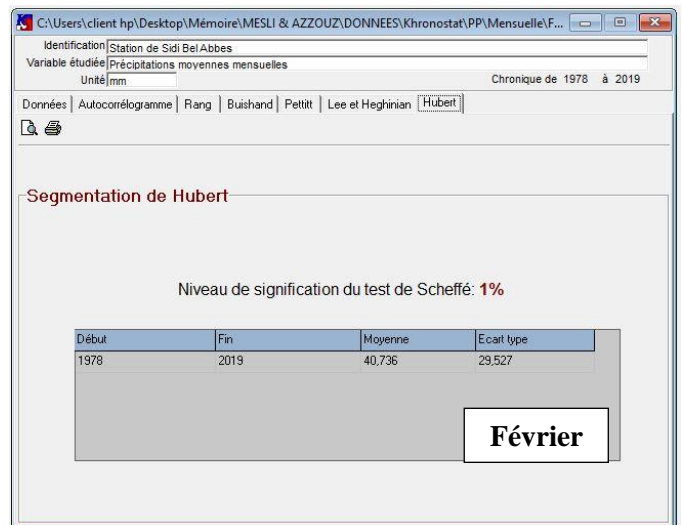 C:\Users\client hp\Desktop\Mémoire\MESLI & AZZOUZ\DONNEES\Khronostat\PP\Mensuelle\F...
Identification Station de Sidi Bel Abbes
Variable étudiée Précipitations moyennes mensuelles
Unité mm Chronique de 1978 à 2019
Données Autocorrélogramme Rang Buishand Pettitt Lee et Heghinian Hubert
Segmentation de Hubert
Niveau de signification du test de Scheffé: 1%
Début Fin Moyenne Ecart type
1978 2019 40,736 29,527
Février